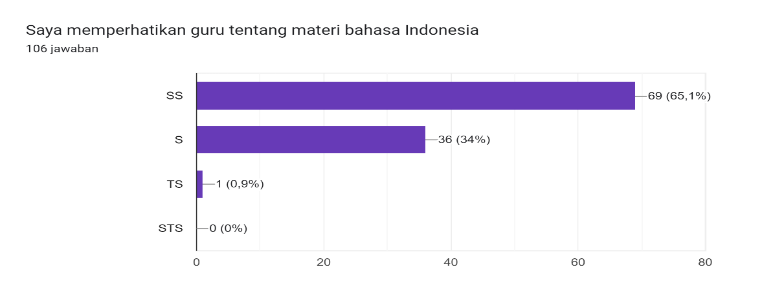 Saya memperhatikan guru tentang materi bahasa Indonesia
106 jawaban
SS 69 (65,1%)
S 36 (34%)
TS 1 (0,9%)
STS 0 (0%)
0 20 40 60 80